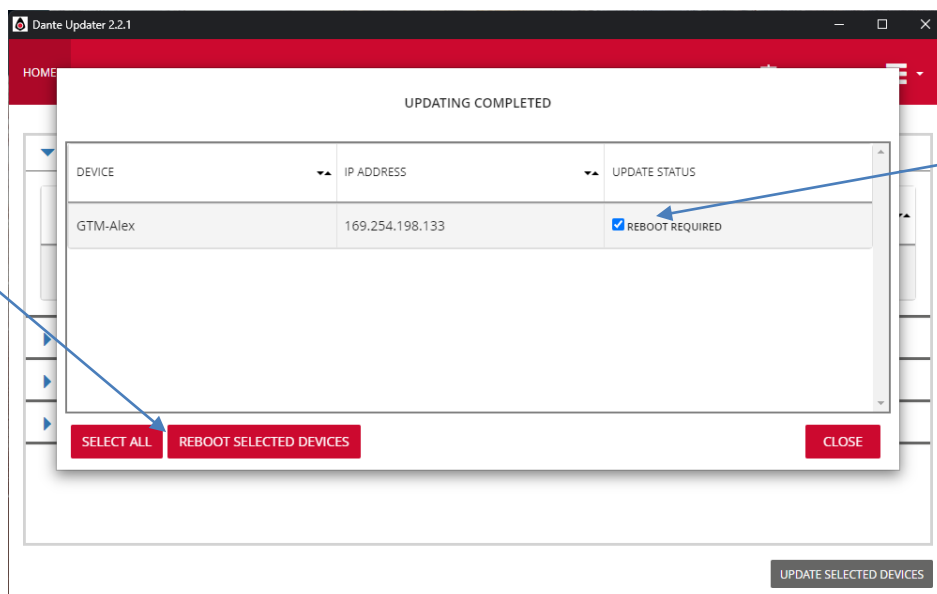 Dante Updater 2.2.1
HOME
UPDATING COMPLETED
DEVICE IP ADDRESS UPDATE STATUS
GTM-Alex 169.254.198.133 REBOOT REQUIRED
SELECT ALL REBOOT SELECTED DEVICES CLOSE
UPDATE SELECTED DEVICES